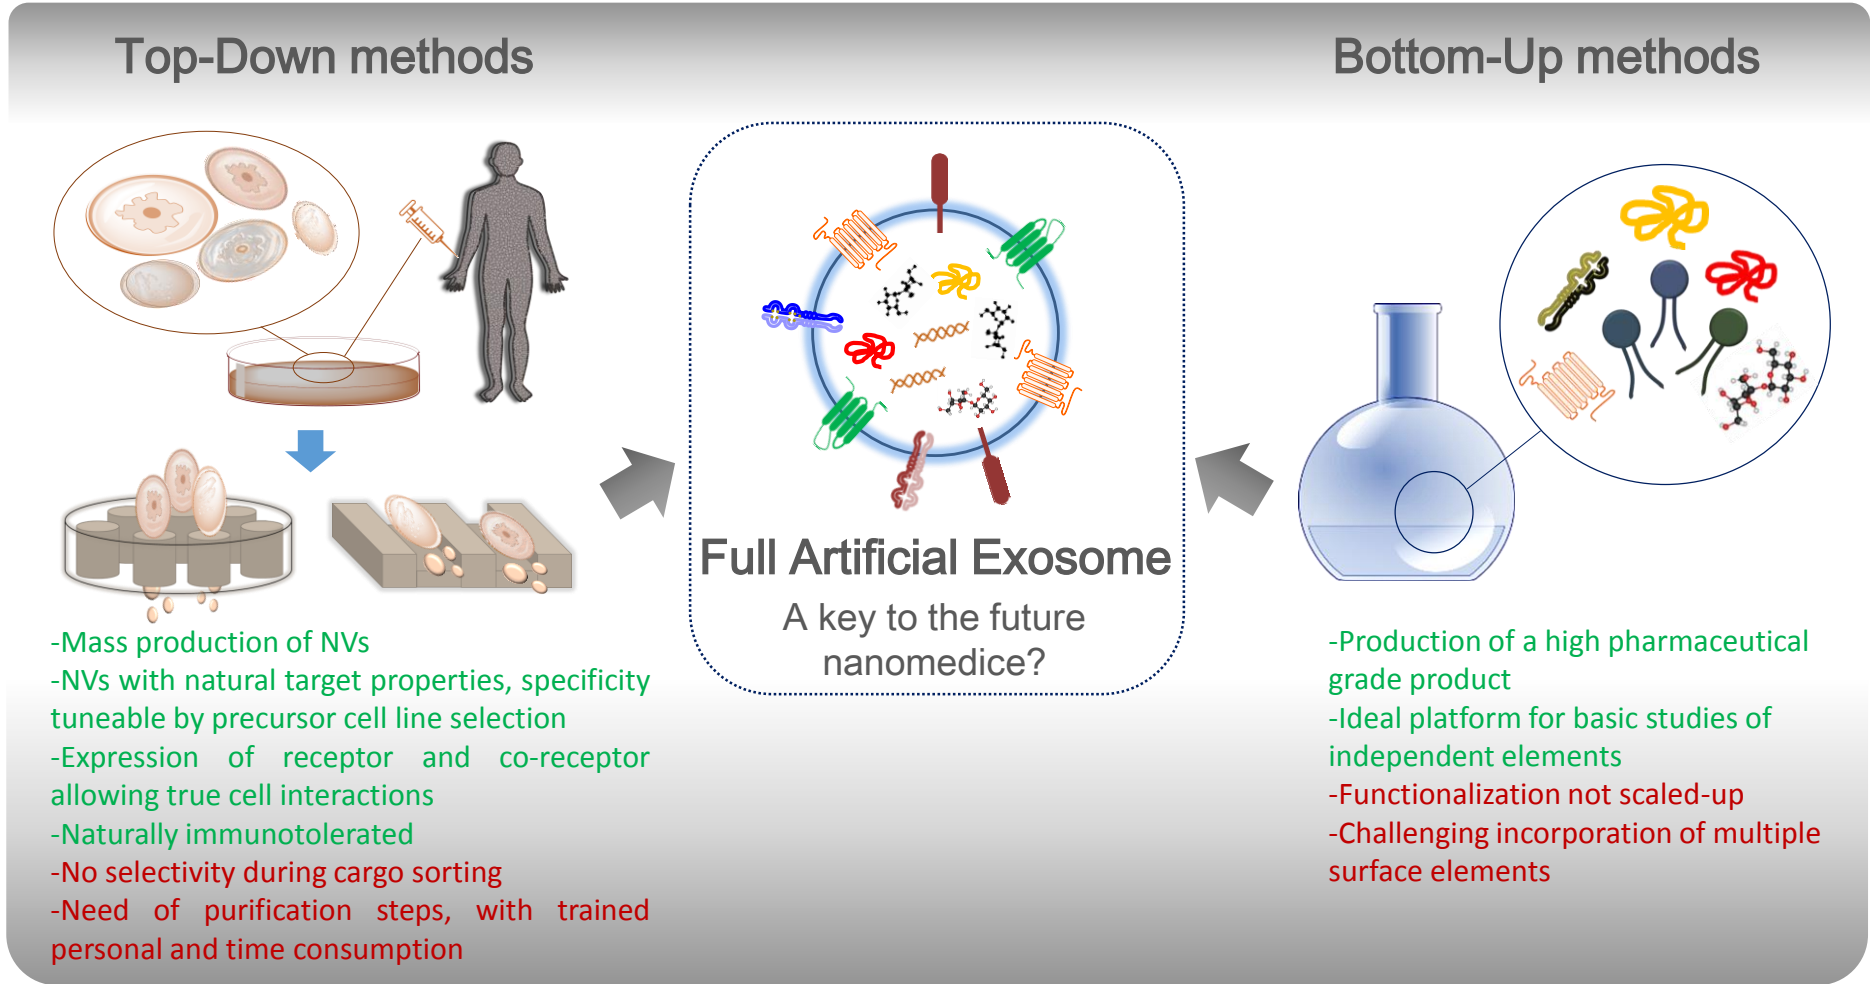 Top-Down methods
Bottom-Up methods
Full Artificial Exosome
A key to the future
nanomedice?
-Mass production of NVs
-NVs with natural target properties, specificity
tuneable by precursor cell line selection
-Expression of receptor and co-receptor
allowing true cell interactions
-Naturally immunotolerated
-No selectivity during cargo sorting
-Need of purification steps, with trained
personal and time consumption
-Production of a high pharmaceutical
grade product
-Ideal platform for basic studies of
independent elements
-Functionalization not scaled-up
-Challenging incorporation of multiple
surface elements